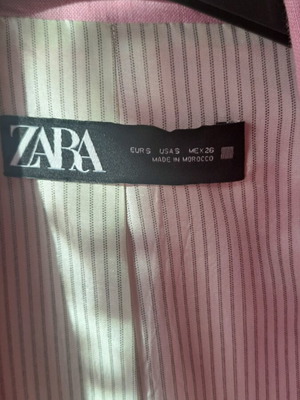 ZARA
EUR S USA S MEX 26
MADE IN MOROCCO